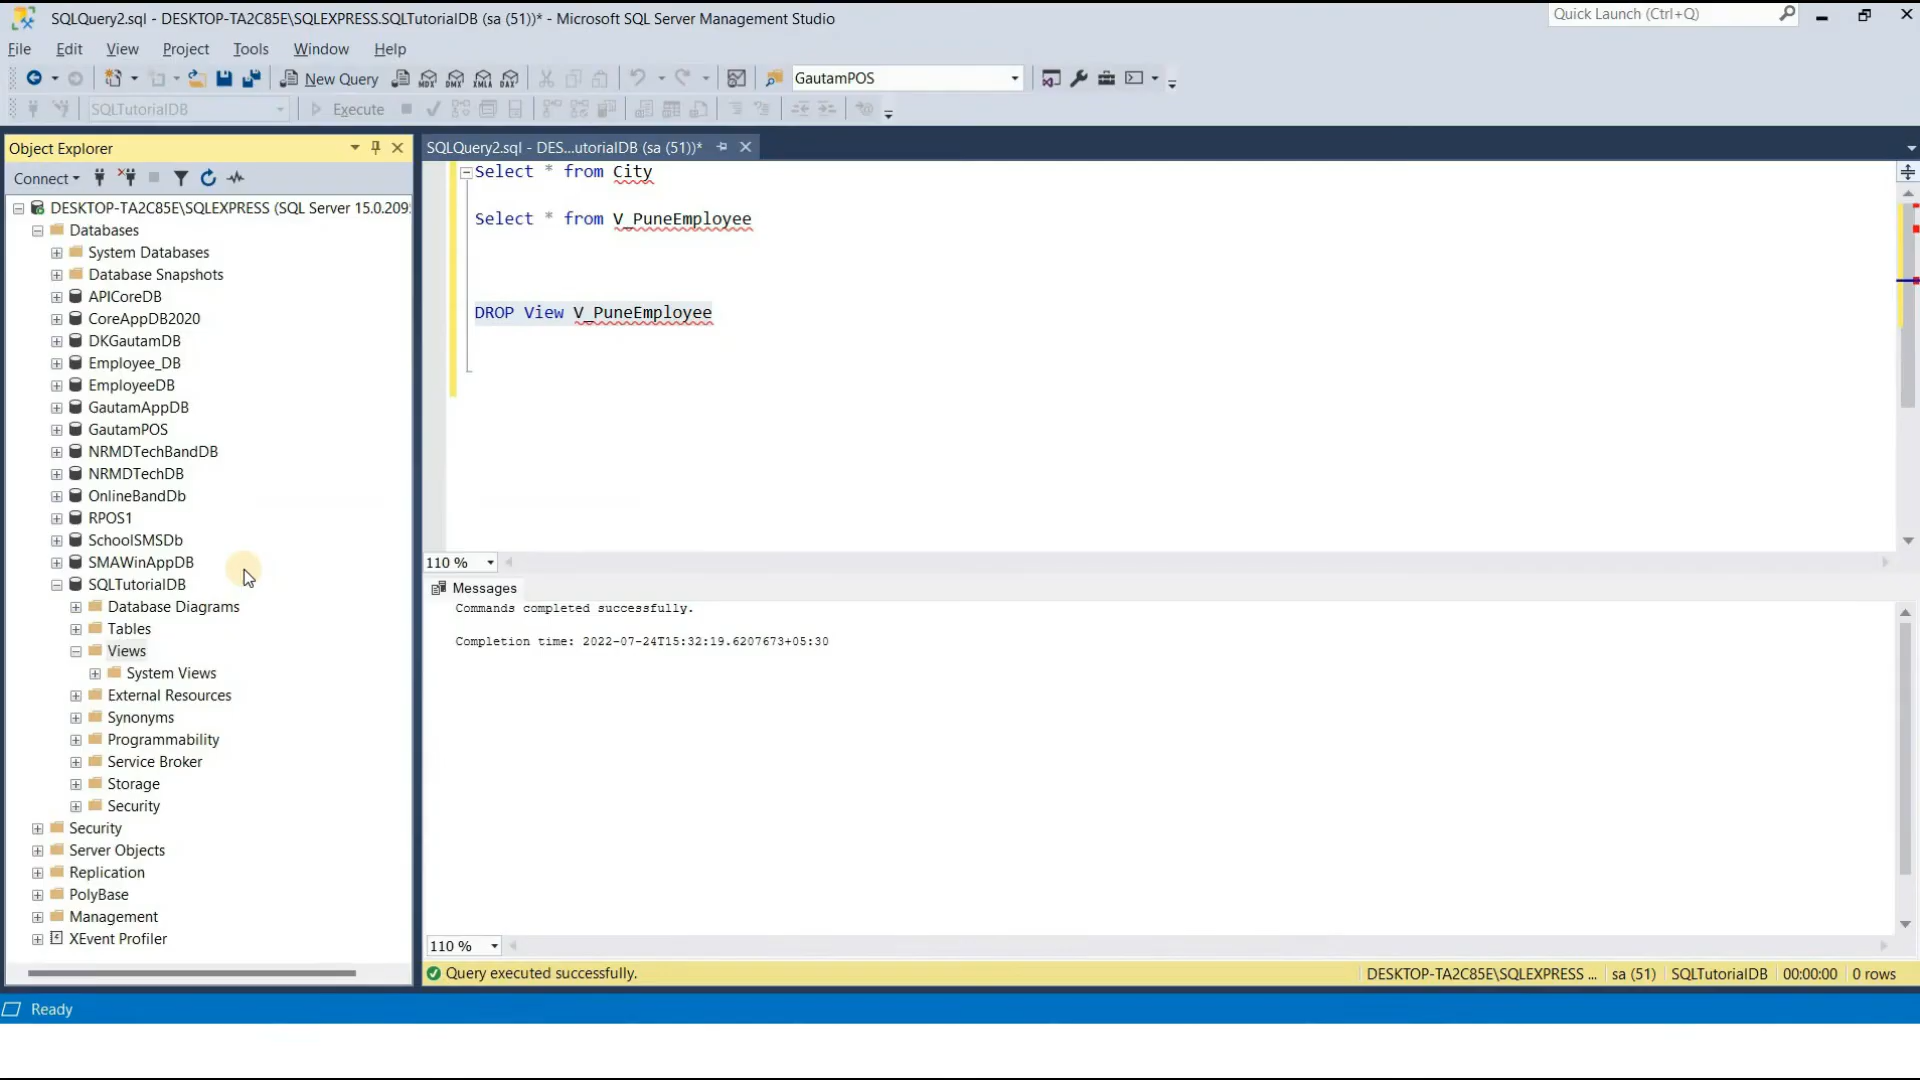 SQLQuery2.sql - DESKTOP-TA2C85E\SQLEXPRESS.SQLTutorialDB (sa (51))* - Microsoft SQL Server Management Studio
Quick Launch (Ctrl+Q)
File Edit View Project Tools Window Help
New Query
MDX DMX XMLA DAX
GautamPOS
SQLTutorialDB
Execute
Object Explorer
SQLQuery2.sql - DES...utorialDB (sa (51))*
Connect
DESKTOP-TA2C85E\SQLEXPRESS (SQL Server 15.0.209
Databases
System Databases
Database Snapshots
APICoreDB
CoreAppDB2020
DKGautamDB
Employee_DB
EmployeeDB
GautamAppDB
GautamPOS
NRMDTechBandDB
NRMDTechDB
OnlineBandDb
RPOS1
SchoolSMSDb
SMAWinAppDB
SQLTutorialDB
Database Diagrams
Tables
Views
System Views
External Resources
Synonyms
Programmability
Service Broker
Storage
Security
Security
Server Objects
Replication
PolyBase
Management
XEvent Profiler
Select * from City
Select * from V_PuneEmployee
DROP View V_PuneEmployee
110 %
Messages
Commands completed successfully.
Completion time: 2022-07-24T15:32:19.6207673+05:30
110 %
Query executed successfully.
DESKTOP-TA2C85E\SQLEXPRESS ... sa (51) SQLTutorialDB 00:00:00 0 rows
Ready